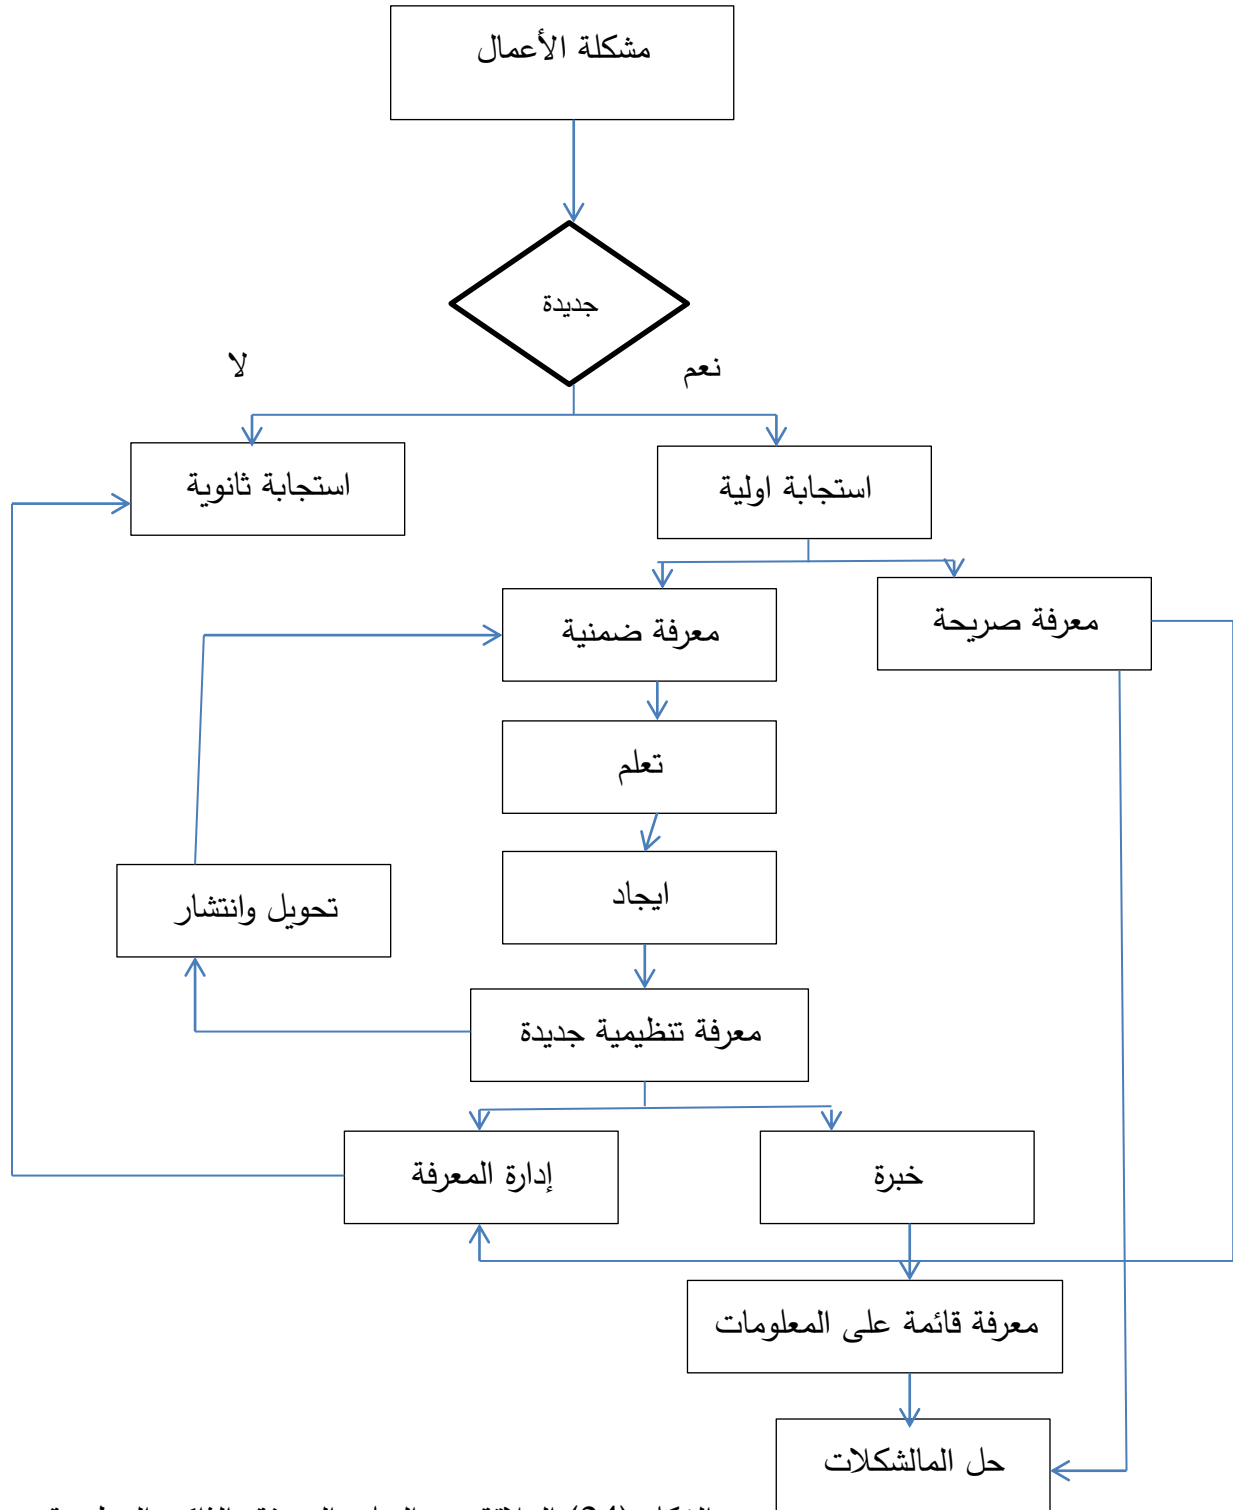 مشكلة الأعمال
جديدة
نعم
لا
استجابة اولية
استجابة ثانوية
معرفة صريحة
معرفة ضمنية
تعلم
ايجاد
تحويل وانتشار
معرفة تنظيمية جديدة
خبرة
إدارة المعرفة
معرفة قائمة على المعلومات
حل المالشكلات